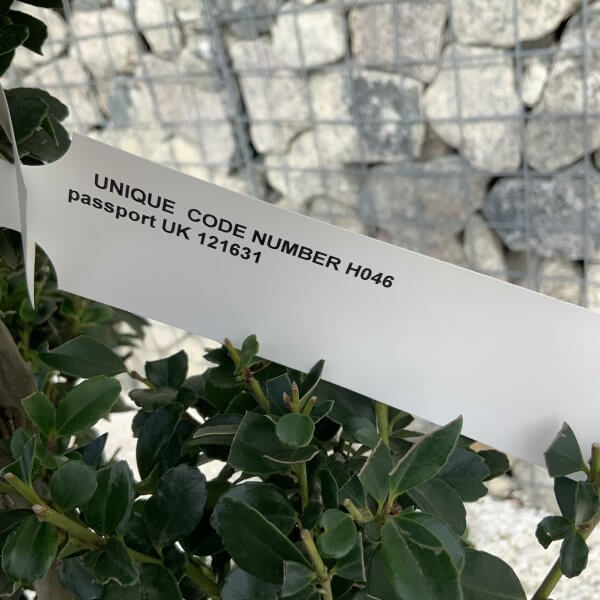 UNIQUE CODE NUMBER H046
passport UK 121631